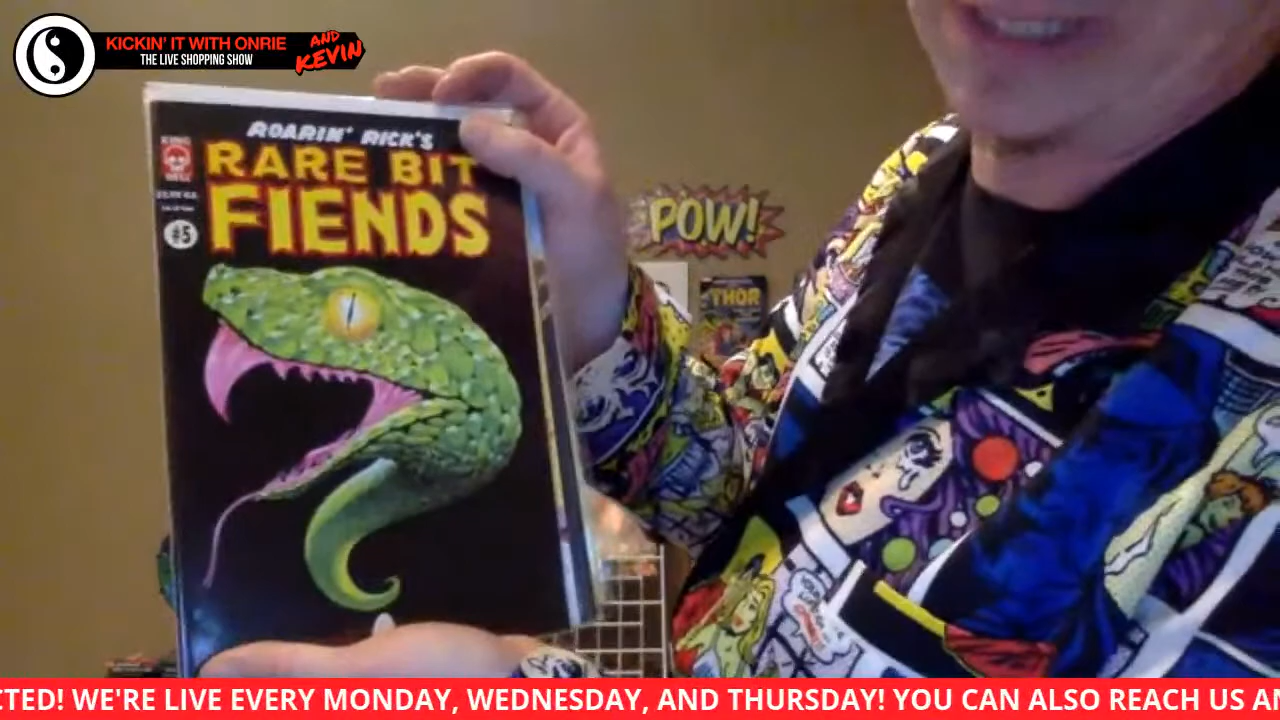 KICKIN' IT WITH ONRIE
AND
KEVIN
THE LIVE SHOPPING SHOW
ROARIN' RICK'S
RARE BIT
FIENDS
KING
HELL
#5
POW!
THOR
CTED! WE'RE LIVE EVERY MONDAY, WEDNESDAY, AND THURSDAY! YOU CAN ALSO REACH US AN